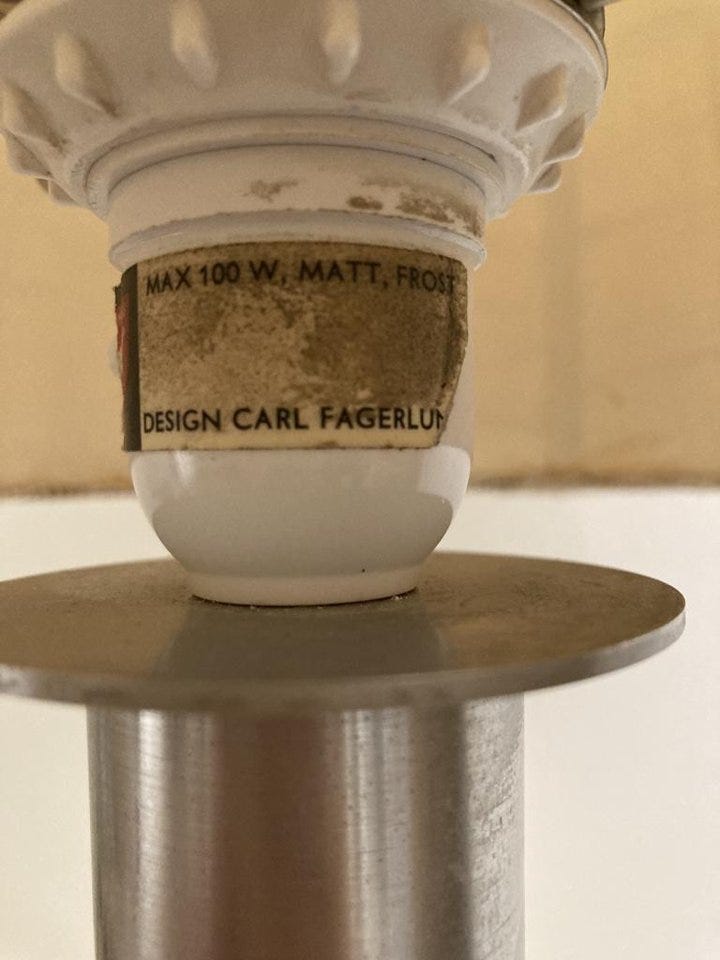 MAX 100 W, MATT, FROST
DESIGN CARL FAGERLUN